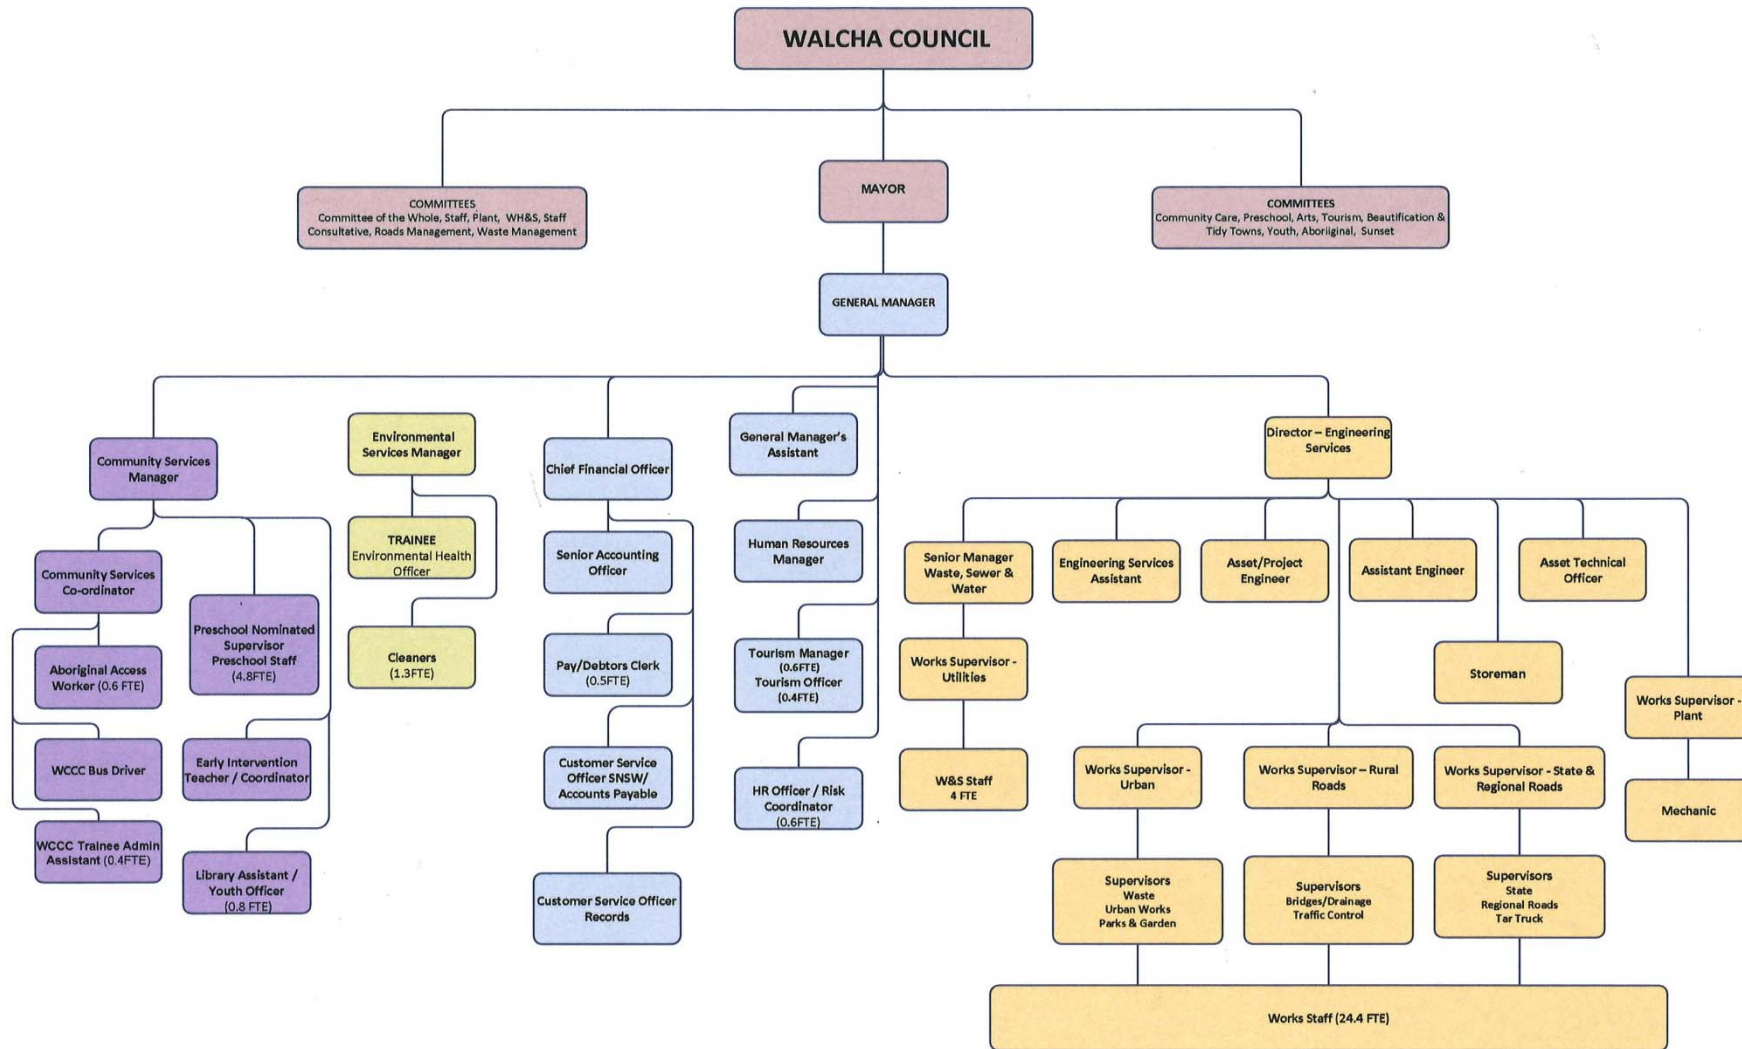 WALCHA COUNCIL
COMMITTEES
Committee of the Whole, Staff, Plant, WH&S, Staff
Consultative, Roads Management, Waste Management
MAYOR
COMMITTEES
Community Care, Preschool, Arts, Tourism, Beautification &
Tidy Towns, Youth, Aboriiginal, Sunset
GENERAL MANAGER
Community Services
Manager
Environmental
Services Manager
Chief Financial Officer
General Manager's
Assistant
Director – Engineering
Services
Community Services
Co-ordinator
TRAINEE
Environmental Health
Officer
Senior Accounting
Officer
Human Resources
Manager
Senior Manager
Waste, Sewer &
Water
Engineering Services
Assistant
Asset/Project
Engineer
Assistant Engineer
Asset Technical
Officer
Aboriginal Access
Worker (0.6 FTE)
Preschool Nominated
Supervisor
Preschool Staff
(4.8FTE)
Cleaners
(1.3FTE)
Pay/Debtors Clerk
(0.5FTE)
Tourism Manager
(0.6FTE)
Tourism Officer
(0.4FTE)
Works Supervisor -
Utilities
Storeman
Works Supervisor -
Plant
WCCC Bus Driver
Early Intervention
Teacher / Coordinator
Customer Service
Officer SNSW/
Accounts Payable
HR Officer / Risk
Coordinator
(0.6FTE)
W&S Staff
4 FTE
Works Supervisor -
Urban
Works Supervisor – Rural
Roads
Works Supervisor - State &
Regional Roads
Mechanic
WCCC Trainee Admin
Assistant (0.4FTE)
Library Assistant /
Youth Officer
(0.8 FTE)
Customer Service Officer
Records
Supervisors
Waste
Urban Works
Parks & Garden
Supervisors
Bridges/Drainage
Traffic Control
Supervisors
State
Regional Roads
Tar Truck
Works Staff (24.4 FTE)